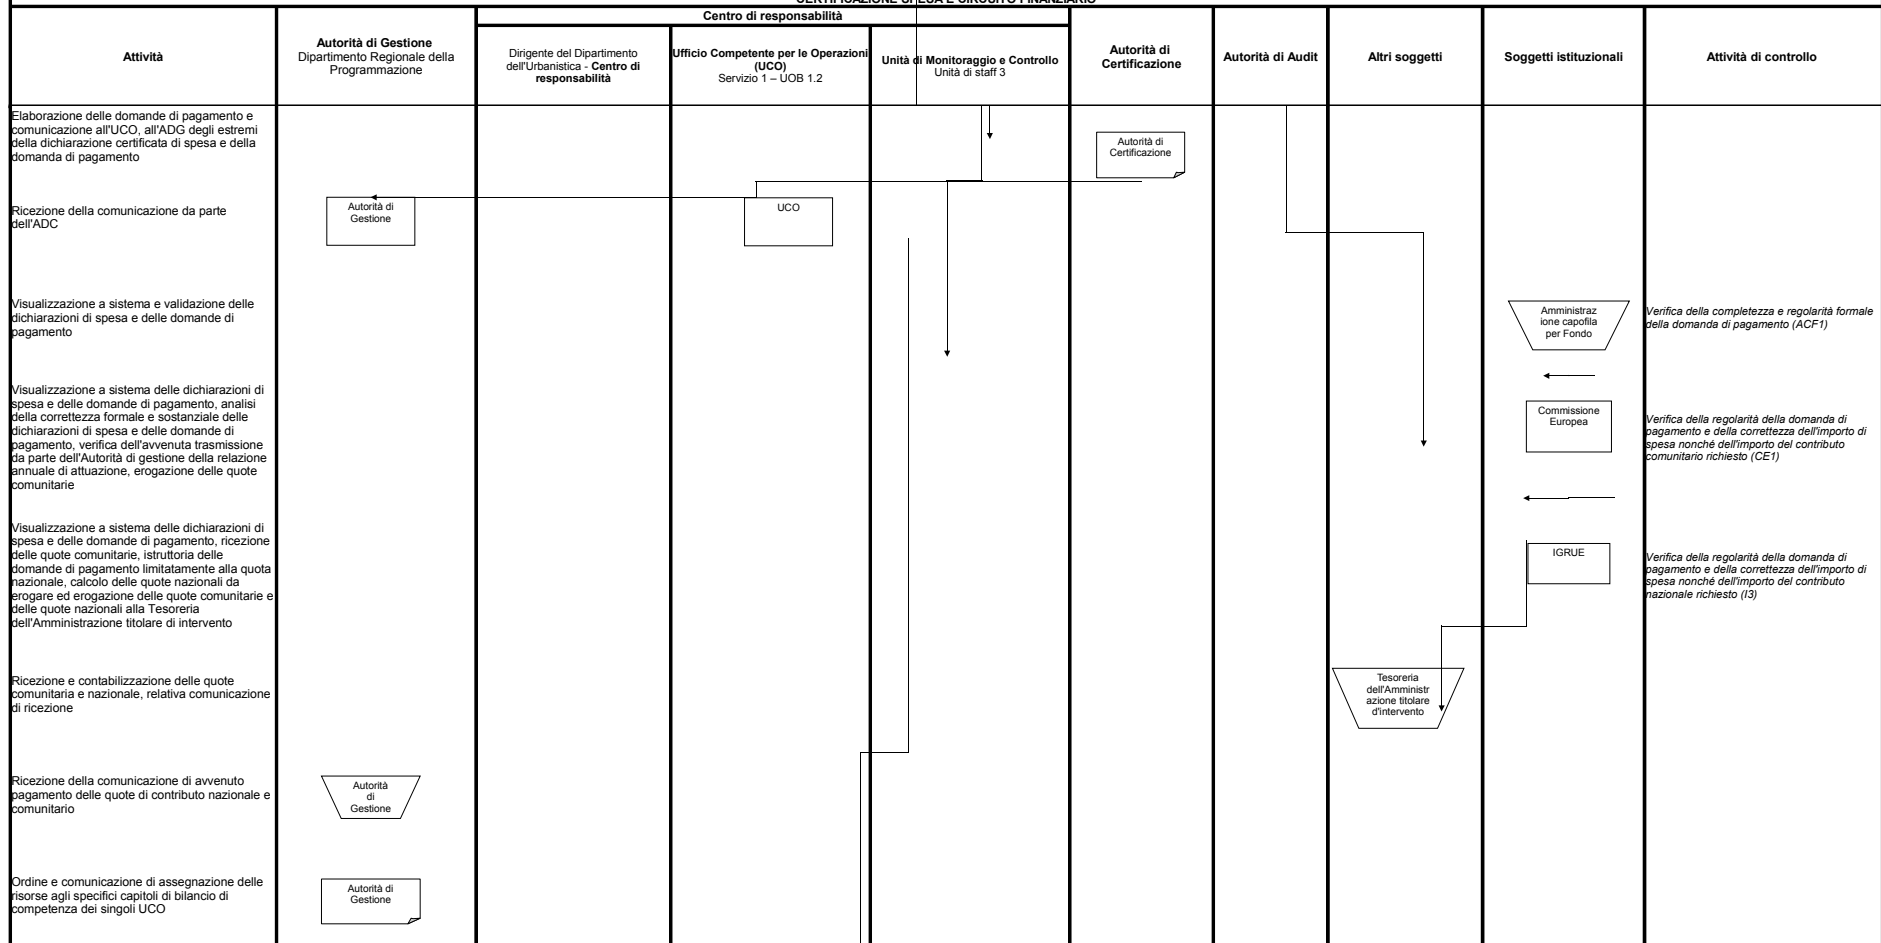 CERTIFICAZIONE SPESA E CIRCUITO FINANZIARIO
Centro di responsabilità
Attività
Autorità di Gestione
Dipartimento Regionale della
Programmazione
Dirigente del Dipartimento
dell'Urbanistica - Centro di
responsabilità
Ufficio Competente per le Operazioni
(UCO)
Servizio 1 – UOB 1.2
Unità di Monitoraggio e Controllo
Unità di staff 3
Autorità di
Certificazione
Autorità di Audit
Altri soggetti
Soggetti istituzionali
Attività di controllo
Elaborazione delle domande di pagamento e
comunicazione all'UCO, all'ADG degli estremi
della dichiarazione certificata di spesa e della
domanda di pagamento
Autorità di
Certificazione
Ricezione della comunicazione da parte
dell'ADC
Autorità di
Gestione
UCO
Visualizzazione a sistema e validazione delle
dichiarazioni di spesa e delle domande di
pagamento
Amministraz
ione capofila
per Fondo
Verifica della completezza e regolarità formale
della domanda di pagamento (ACF1)
Visualizzazione a sistema delle dichiarazioni di
spesa e delle domande di pagamento, analisi
della correttezza formale e sostanziale delle
dichiarazioni di spesa e delle domande di
pagamento, verifica dell'avvenuta trasmissione
da parte dell'Autorità di gestione della relazione
annuale di attuazione, erogazione delle quote
comunitarie
Commissione
Europea
Verifica della regolarità della domanda di
pagamento e della correttezza dell'importo di
spesa nonché dell'importo del contributo
comunitario richiesto (CE1)
Visualizzazione a sistema delle dichiarazioni di
spesa e delle domande di pagamento, ricezione
delle quote comunitarie, istruttoria delle
domande di pagamento limitatamente alla quota
nazionale, calcolo delle quote nazionali da
erogare ed erogazione delle quote comunitarie e
delle quote nazionali alla Tesoreria
dell'Amministrazione titolare di intervento
IGRUE
Verifica della regolarità della domanda di
pagamento e della correttezza dell'importo di
spesa nonché dell'importo del contributo
nazionale richiesto (I3)
Ricezione e contabilizzazione delle quote
comunitaria e nazionale, relativa comunicazione
di ricezione
Tesoreria
dell'Amministr
azione titolare
d'intervento
Ricezione della comunicazione di avvenuto
pagamento delle quote di contributo nazionale e
comunitario
Autorità
di
Gestione
Ordine e comunicazione di assegnazione delle
risorse agli specifici capitoli di bilancio di
competenza dei singoli UCO
Autorità di
Gestione